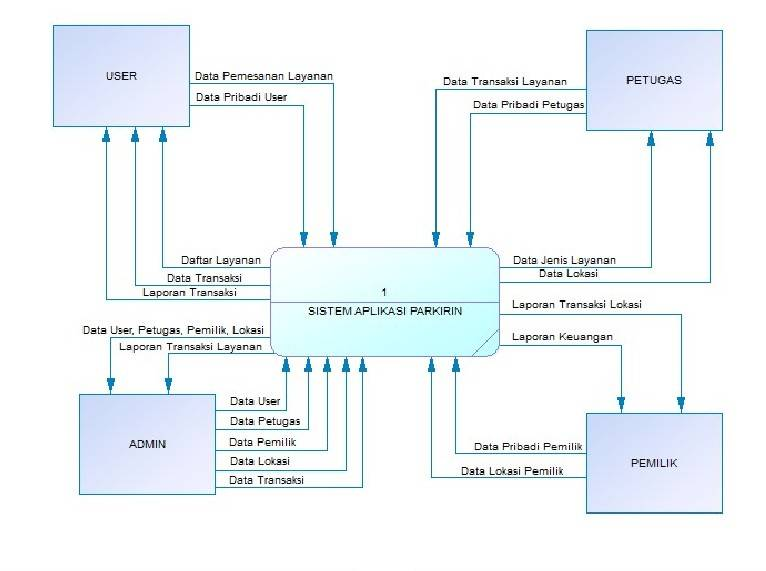 USER
Data Pemesanan Layanan
Data Pribadi User
Data Transaksi Layanan
Data Pribadi Petugas
PETUGAS
Daftar Layanan
Data Transaksi
Laporan Transaksi
1
SISTEM APLIKASI PARKIRIN
Data Jenis Layanan
Data Lokasi
Laporan Transaksi Lokasi
Laporan Keuangan
Data User, Petugas, Pemilik, Lokasi
Laporan Transaksi Layanan
ADMIN
Data User
Data Petugas
Data Pemilik
Data Lokasi
Data Transaksi
Data Pribadi Pemilik
Data Lokasi Pemilik
PEMILIK